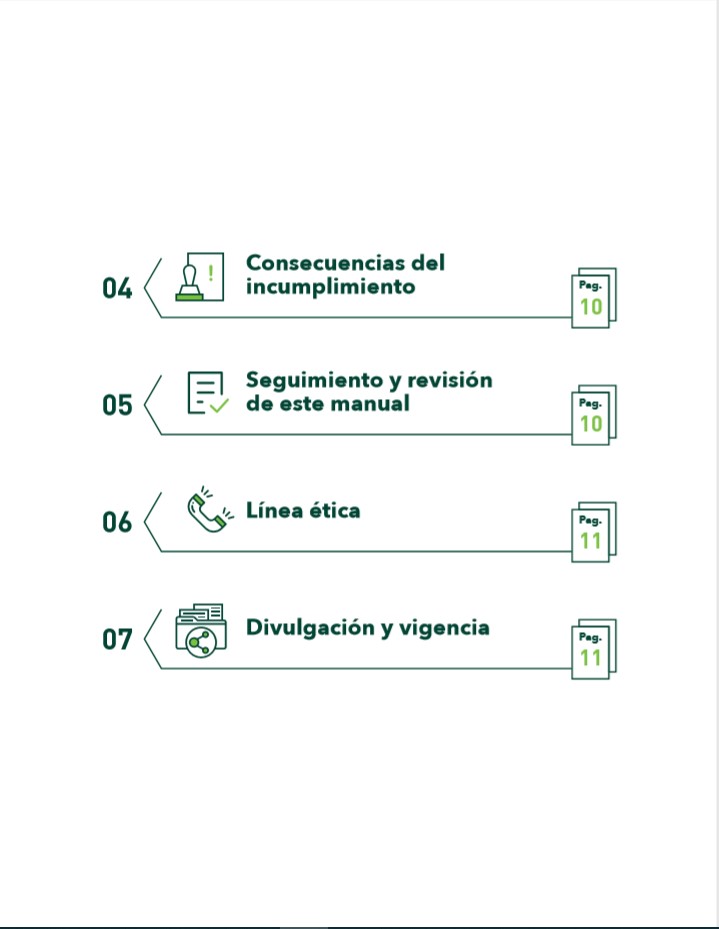 04
Consecuencias del
incumplimiento
Pag.
10
05
Seguimiento y revisión
de este manual
Pag.
10
06
Línea ética
Pag.
11
07
Divulgación y vigencia
Pag.
11